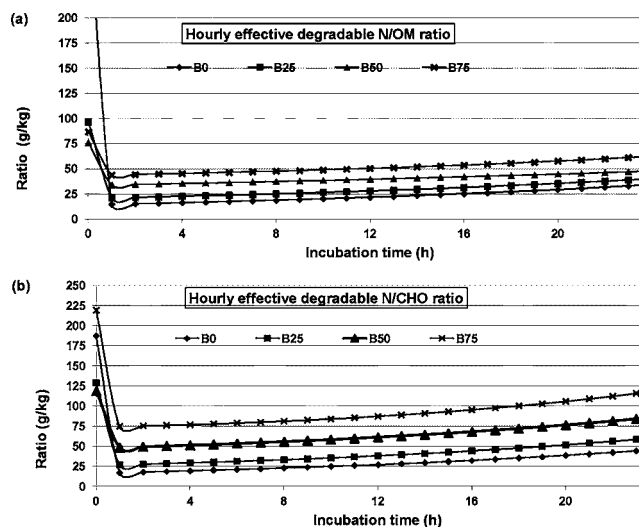 (a)
Hourly effective degradable N/OM ratio
B0 B25 B50 B75
Ratio (g/kg)
200
175
150
125
100
75
50
25
0
0 4 8 12 16 20
Incubation time (h)
(b)
Hourly effective degradable N/CHO ratio
B0 B25 B50 B75
Ratio (g/kg)
250
225
200
175
150
125
100
75
50
25
0
0 4 8 12 16 20
Incubation time (h)